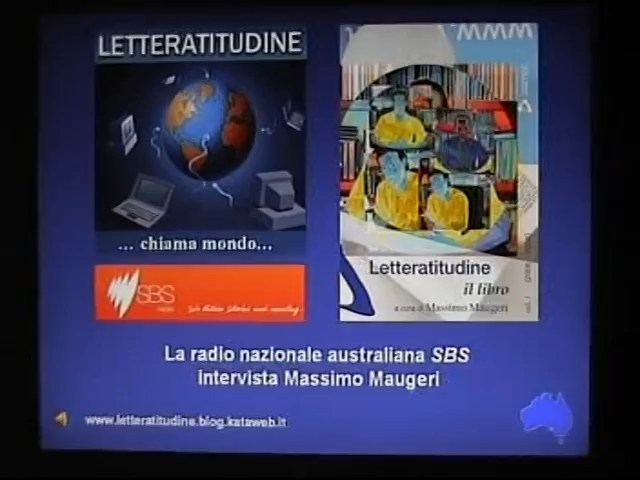 LETTERATITUDINE
... chiama mondo...
SBS
MMM
Letteratitudine
il libro
a cura di Massimo Maugeri
La radio nazionale australiana SBS
intervista Massimo Maugeri
www.letteratitudine.blog.kataweb.it